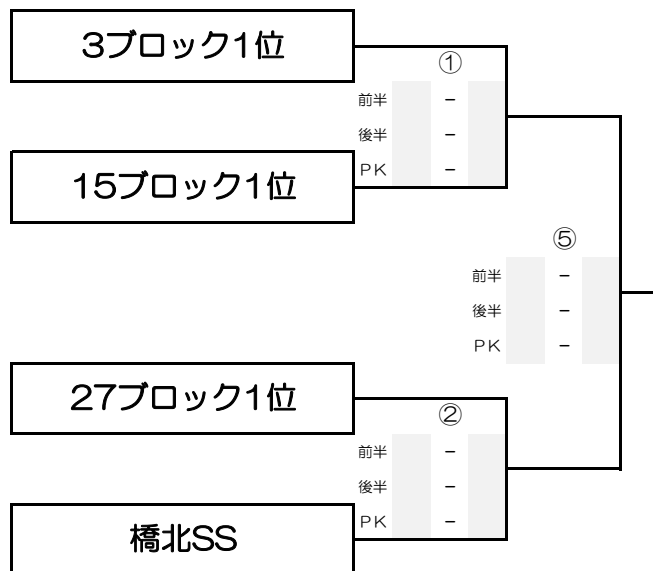 3ブロック1位
①
前半 -
後半 -
PK -
15ブロック1位
⑤
前半 -
後半 -
PK -
27ブロック1位
②
前半 -
後半 -
PK -
橋北SS